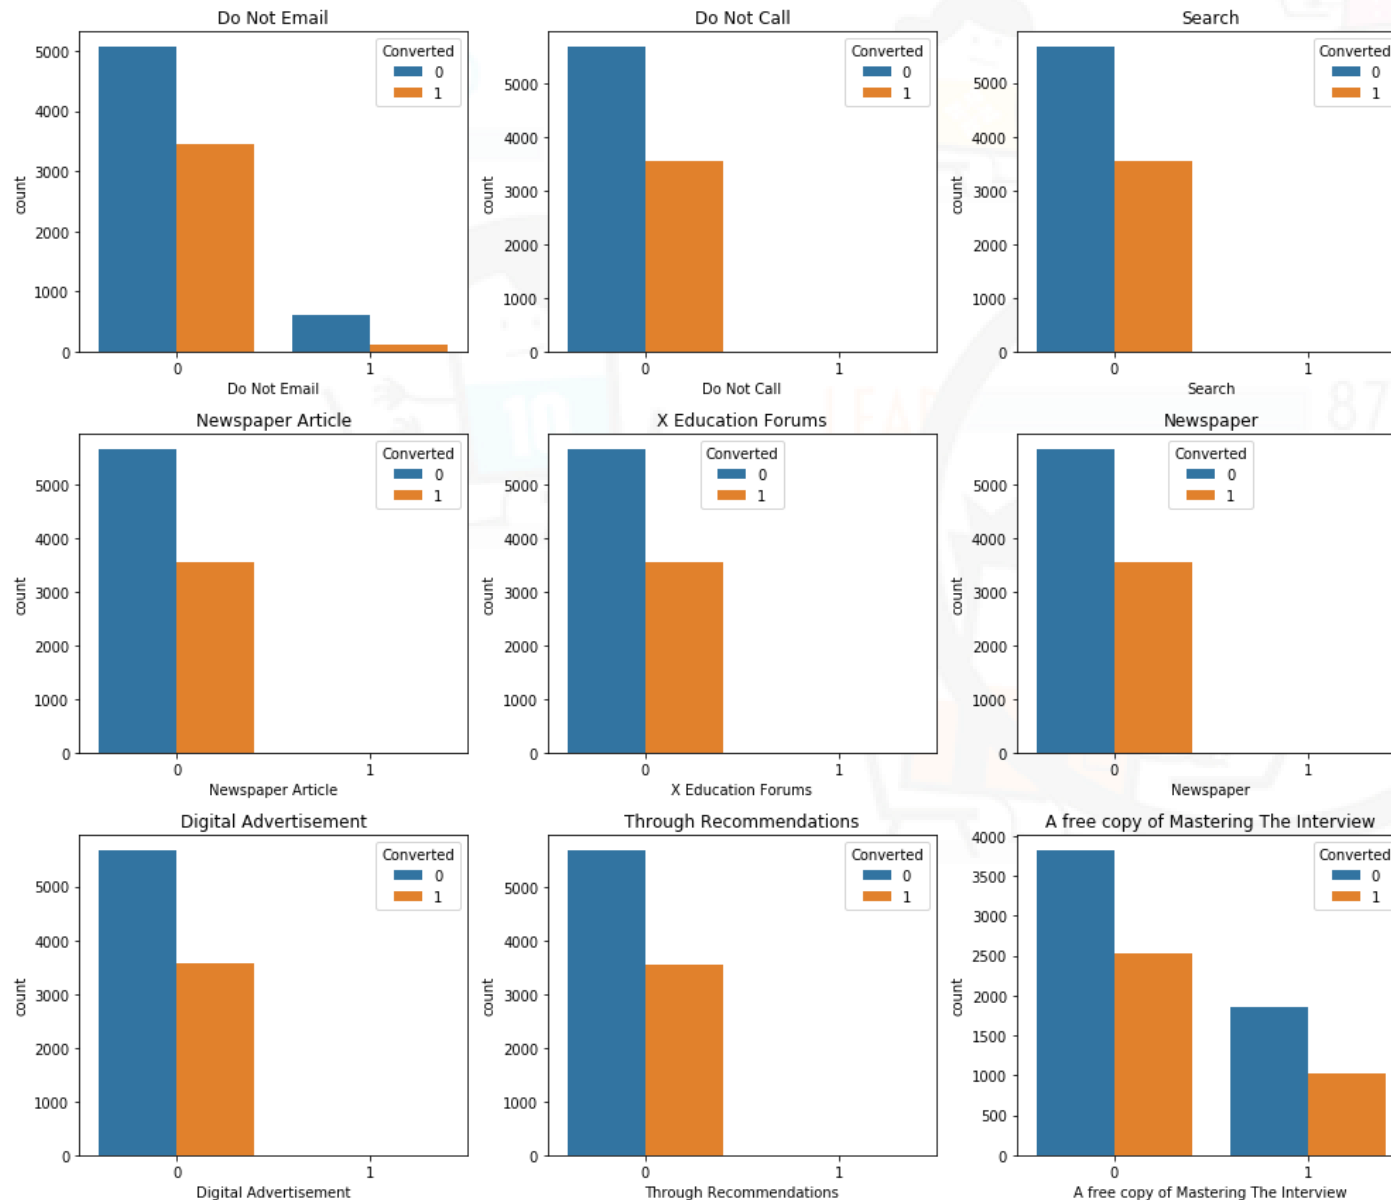 Do Not Email
Converted
0
1
count
5000
4000
3000
2000
1000
0
0 1
Do Not Email
Do Not Call
Converted
0
1
count
5000
4000
3000
2000
1000
0
0 1
Do Not Call
Search
Converted
0
1
count
5000
4000
3000
2000
1000
0
0 1
Search
Newspaper Article
Converted
0
1
count
5000
4000
3000
2000
1000
0
0 1
Newspaper Article
X Education Forums
Converted
0
1
count
5000
4000
3000
2000
1000
0
0 1
X Education Forums
Newspaper
Converted
0
1
count
5000
4000
3000
2000
1000
0
0 1
Newspaper
Digital Advertisement
Converted
0
1
count
5000
4000
3000
2000
1000
0
0 1
Digital Advertisement
Through Recommendations
Converted
0
1
count
5000
4000
3000
2000
1000
0
0 1
Through Recommendations
A free copy of Mastering The Interview
Converted
0
1
count
4000
3500
3000
2500
2000
1500
1000
500
0
0 1
A free copy of Mastering The Interview
10
87